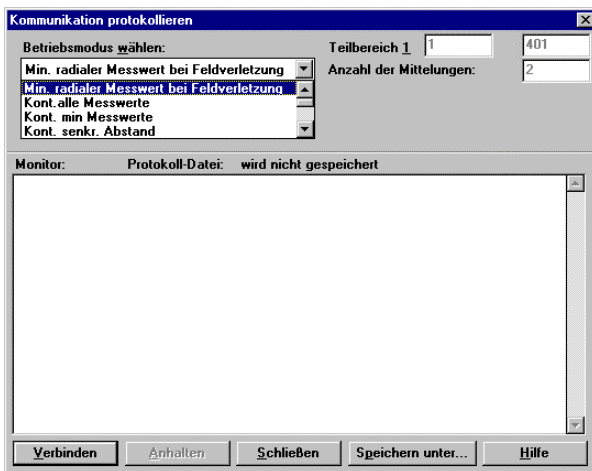 Kommunikation protokollieren
Betriebsmodus wählen:
Teilbereich 1 1 401
Min. radialer Messwert bei Feldverletzung
Anzahl der Mittelungen: 2
Min. radialer Messwert bei Feldverletzung
Kont.alle Messwerte
Kont. min Messwerte
Kont. senkr. Abstand
Monitor: Protokoll-Datei: wird nicht gespeichert
Verbinden Anhalten Schließen Speichern unter... Hilfe